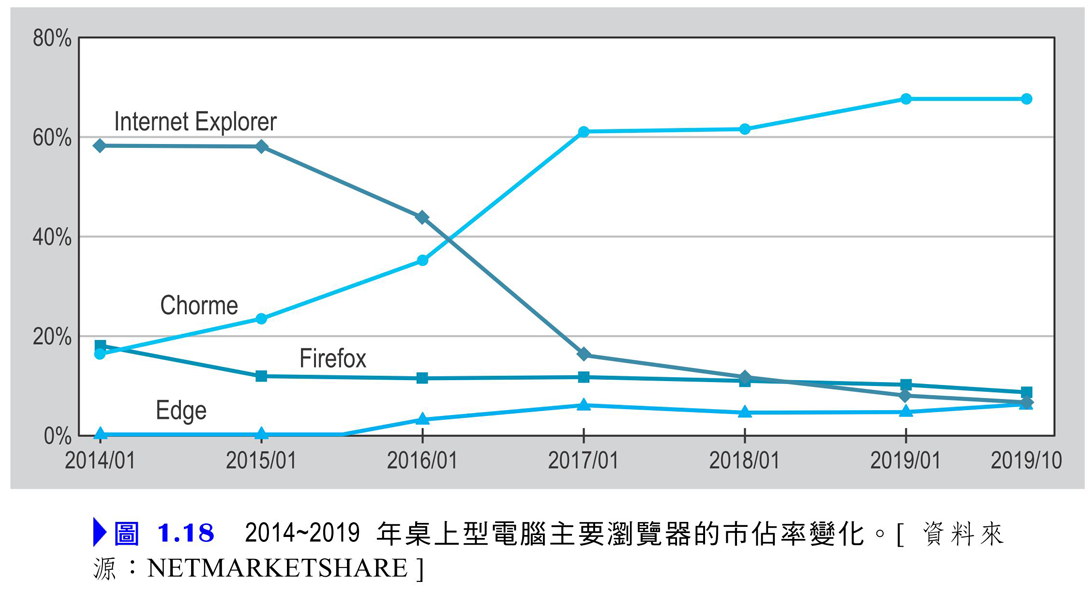 80%
Internet Explorer
60%
40%
Chorme
20%
Firefox
Edge
0%
2014/01 2015/01 2016/01 2017/01 2018/01 2019/01 2019/10
圖 1.18 2014~2019 年桌上型電腦主要瀏覽器的市佔率變化。[ 資料來
源：NETMARKETSHARE ]